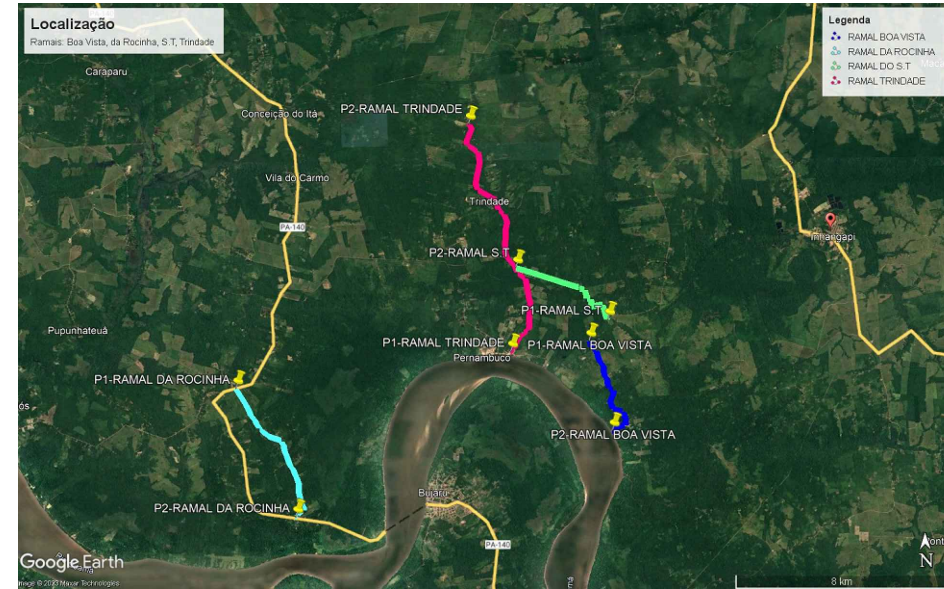 Localização
Ramais: Boa Vista, da Rocinha, S.T, Trindade
Legenda
RAMAL BOA VISTA
RAMAL DA ROCINHA
RAMAL DO S.T
RAMAL TRINDADE
Caraparu
Conceição do Itá
P2-RAMAL TRINDADE
Vila do Carmo
Trindade
PA-140
Inhangapi
P2-RAMAL S.T
P1-RAMAL S.T
Pupunhateuá
P1-RAMAL TRINDADE
P1-RAMAL BOA VISTA
Pernambuco
P1-RAMAL DA ROCINHA
P2-RAMAL BOA VISTA
Bujaru
P2-RAMAL DA ROCINHA
PA-140
Google Earth
Image © 2023 Maxar Technologies
N
8 km